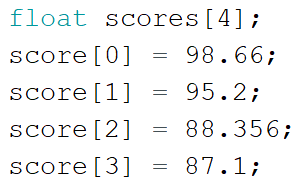 float scores[4];
score[0] = 98.66;
score[1] = 95.2;
score[2] = 88.356;
score[3] = 87.1;